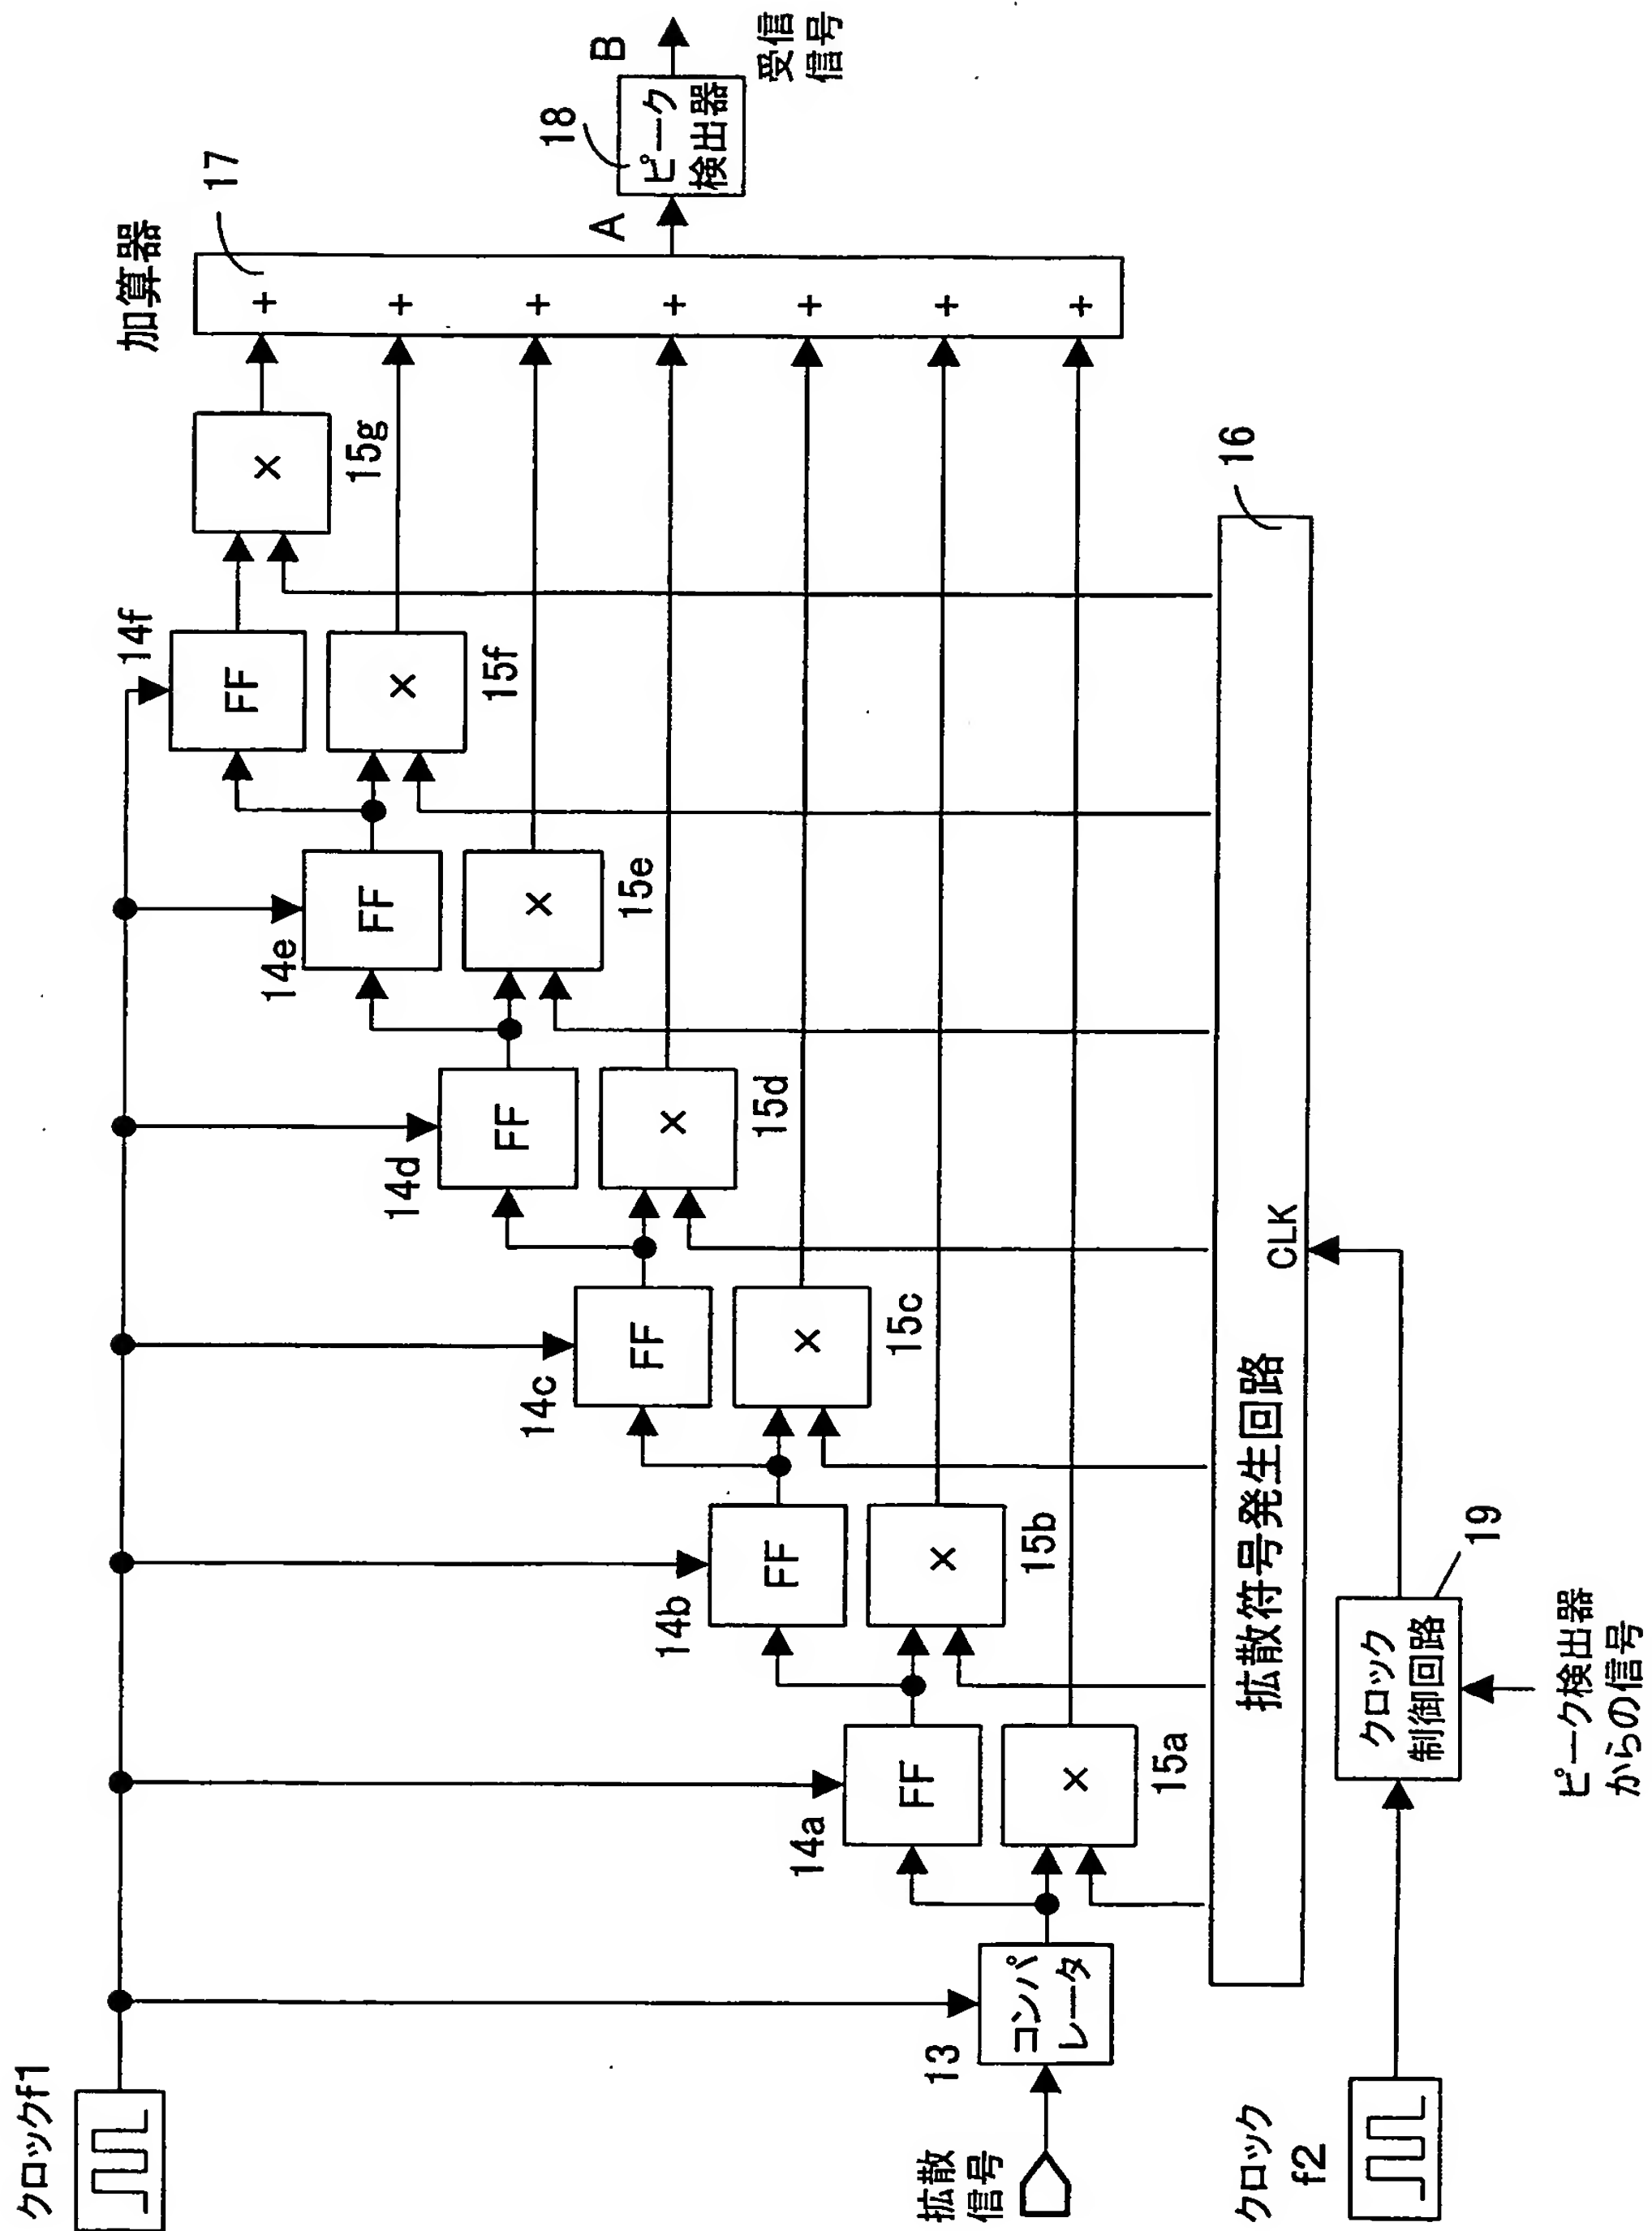 クロックf1
拡散
信号
13
コンパ
レータ
14a
FF
×
15a
14b
FF
×
15b
14c
FF
×
15c
14d
FF
×
15d
14e
FF
×
15e
14f
FF
×
15f
×
15g
加算器
17
+
+
+
+
+
+
+
A
18
ピーク
検出器
B
受信
信号
16
拡散符号発生回路
CLK
クロック
f2
クロック
制御回路
19
ピーク検出器
からの信号